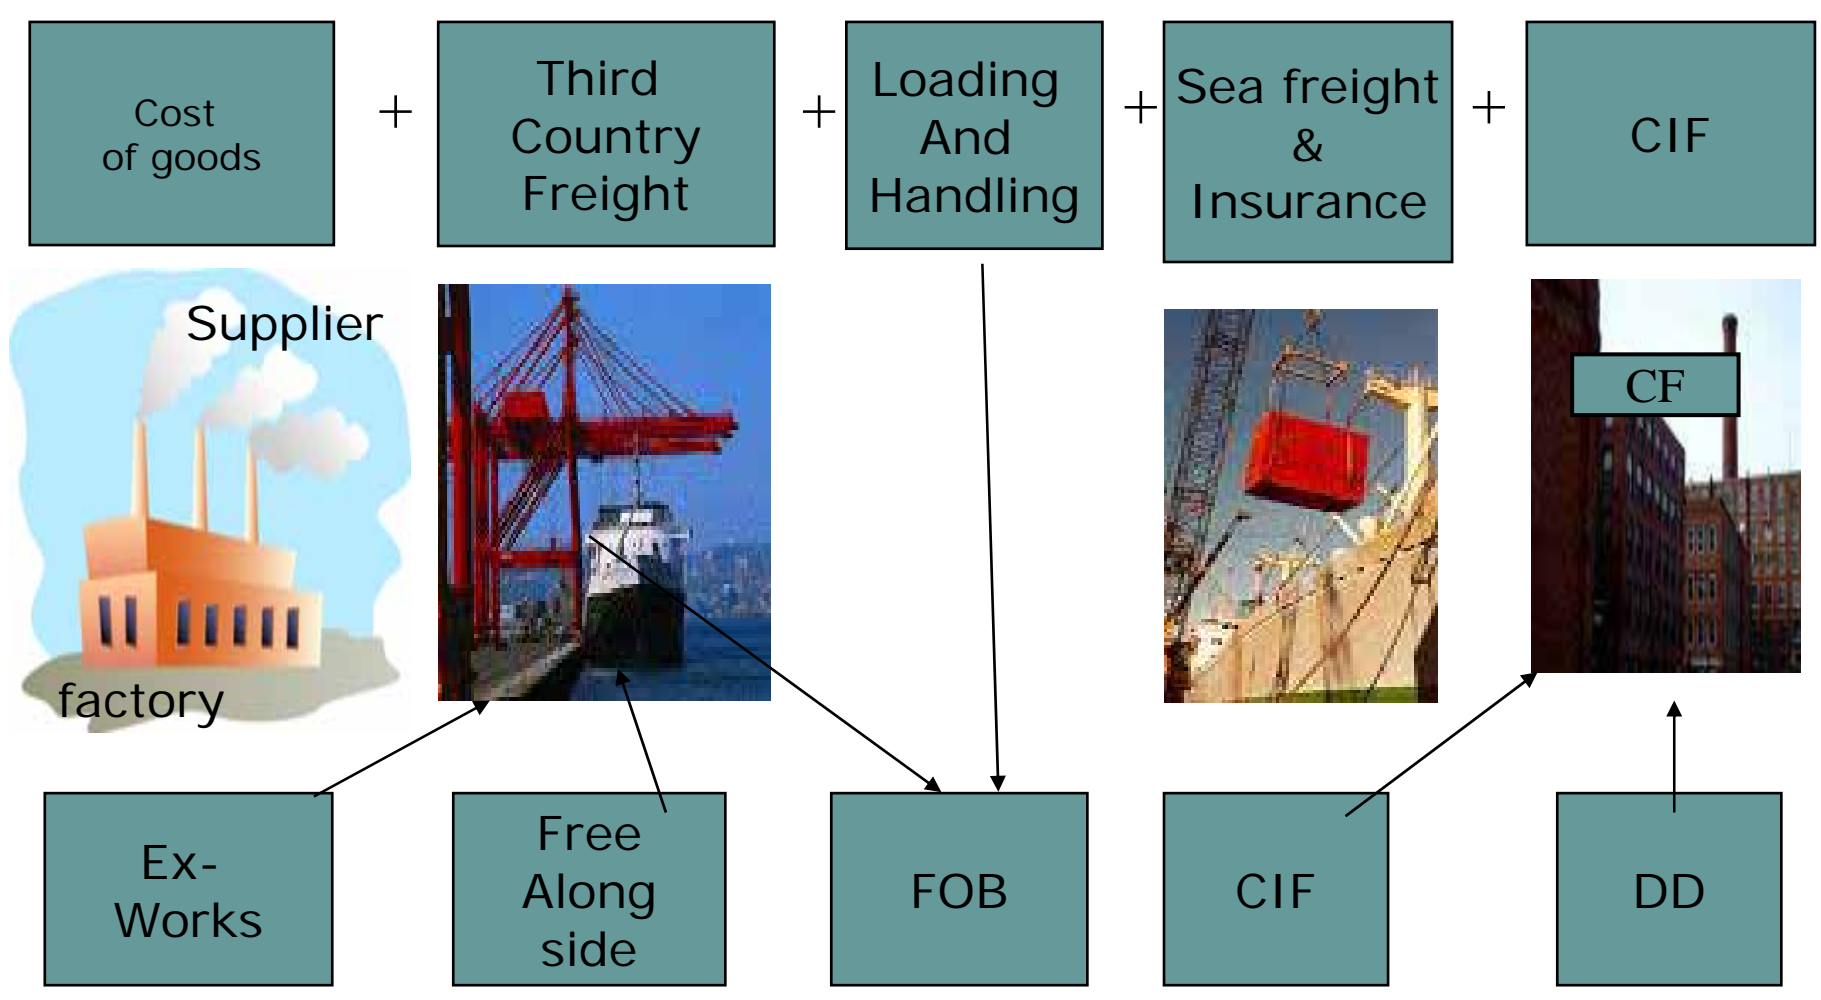 Cost
of goods
+
Third
Country
Freight
+
Loading
And
Handling
+
Sea freight
&
Insurance
+
CIF
Supplier
factory
CF
Ex-
Works
Free
Along
side
FOB
CIF
DD